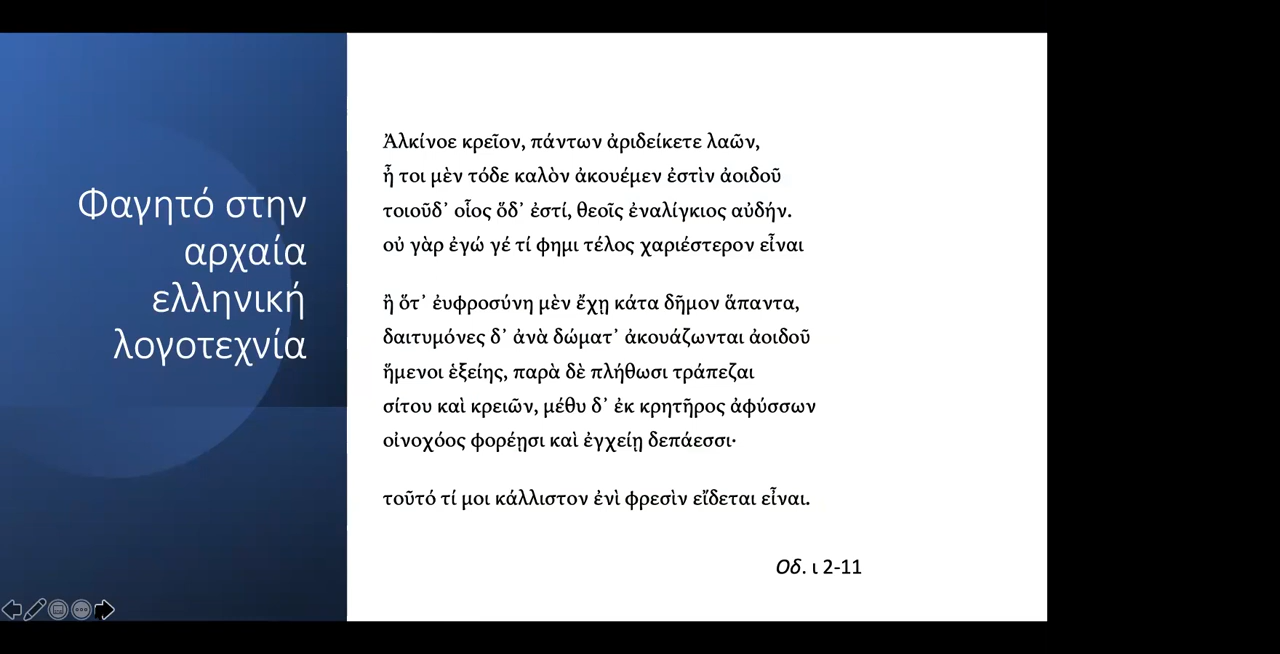 Φαγητό στην
αρχαία
ελληνική
λογοτεχνία
Ἀλκίνοε κρεῖον, πάντων ἀριδείκετε λαῶν,
ἦ τοι μὲν τόδε καλὸν ἀκουέμεν ἐστὶν ἀοιδοῦ
τοιοῦδ᾽ οἷος ὅδ᾽ ἐστί, θεοῖς ἐναλίγκιος αὐδήν.
οὐ γὰρ ἐγώ γέ τί φημι τέλος χαριέστερον εἶναι
ἢ ὅτ᾽ ἐυφροσύνη μὲν ἔχῃ κάτα δῆμον ἅπαντα,
δαιτυμόνες δ᾽ ἀνὰ δώματ᾽ ἀκουάζωνται ἀοιδοῦ
ἥμενοι ἑξείης, παρὰ δὲ πλήθωσι τράπεζαι
σίτου καὶ κρειῶν, μέθυ δ᾽ ἐκ κρητῆρος ἀφύσσων
οἰνοχόος φορέῃσι καὶ ἐγχείῃ δεπάεσσι·
τοῦτό τί μοι κάλλιστον ἐνὶ φρεσὶν εἴδεται εἶναι.
Οδ. ι 2-11